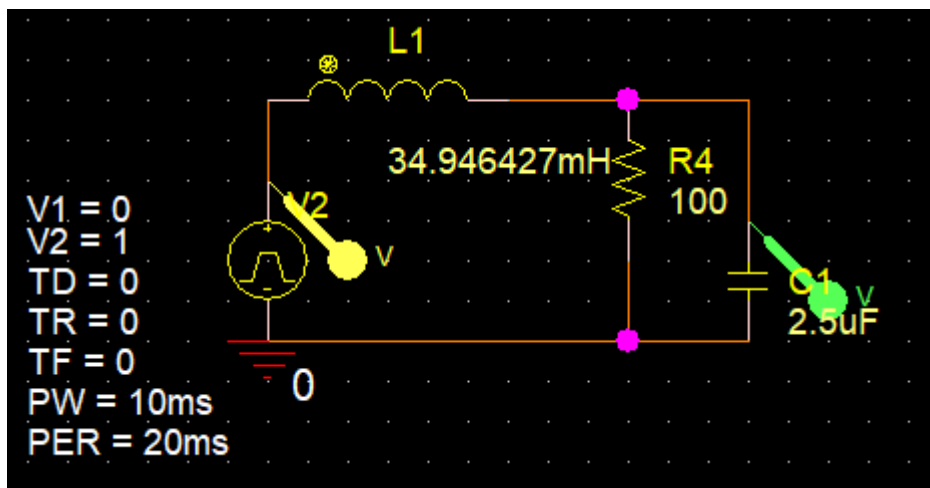 L1
34.946427mH
R4
100
V2
V
V1 = 0
V2 = 1
TD = 0
TR = 0
TF = 0
PW = 10ms
PER = 20ms
0
C1
V
2.5uF